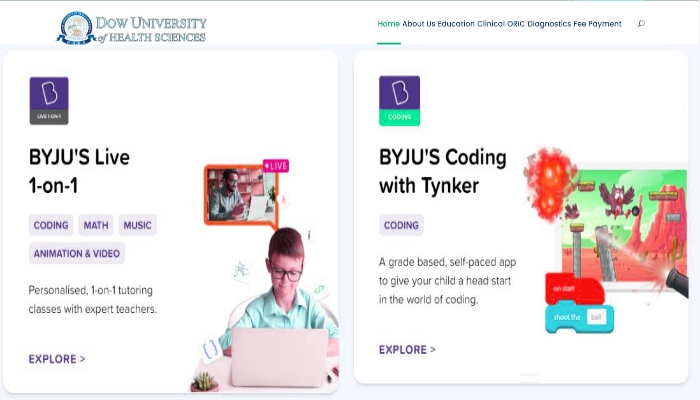 DOW UNIVERSITY
of HEALTH SCIENCES
Home About Us Education Clinical ORIC Diagnostics Fee Payment
LIVE 1-ON-1
BYJU'S Live
1-on-1
CODING MATH MUSIC
ANIMATION & VIDEO
Personalised, 1-on-1 tutoring
classes with expert teachers.
EXPLORE >
LIVE
CODING
BYJU'S Coding
with Tynker
CODING
A grade based, self-paced app
to give your child a head start
in the world of coding.
EXPLORE >
on start
shoot the ball